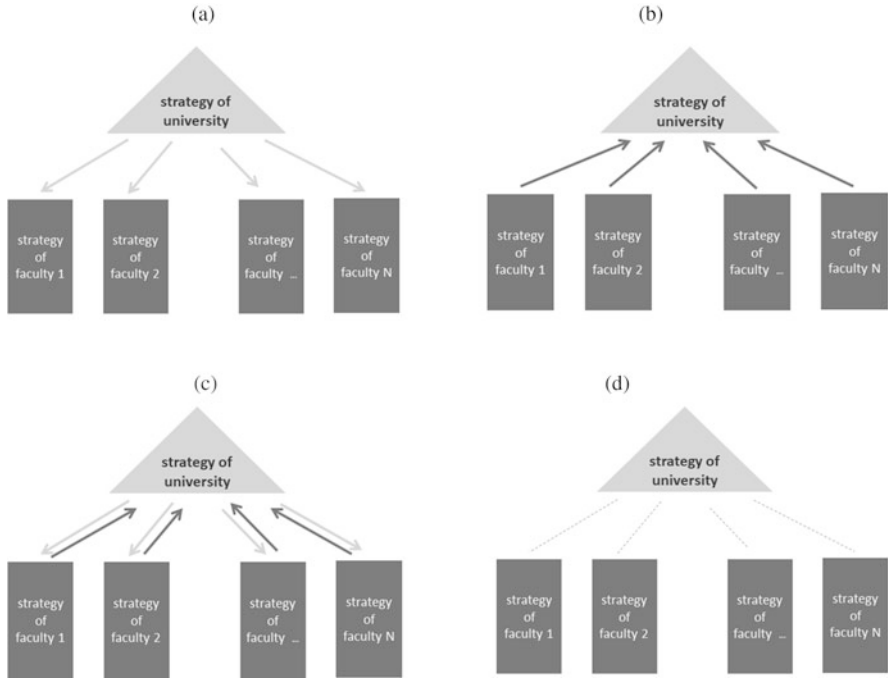 (a)
strategy of
university
strategy
of
faculty 1
strategy
of
faculty 2
strategy
of
faculty ...
strategy
of
faculty N
(b)
strategy of
university
strategy
of
faculty 1
strategy
of
faculty 2
strategy
of
faculty ...
strategy
of
faculty N
(c)
strategy of
university
strategy
of
faculty 1
strategy
of
faculty 2
strategy
of
faculty ...
strategy
of
faculty N
(d)
strategy of
university
strategy
of
faculty 1
strategy
of
faculty 2
strategy
of
faculty ...
strategy
of
faculty N